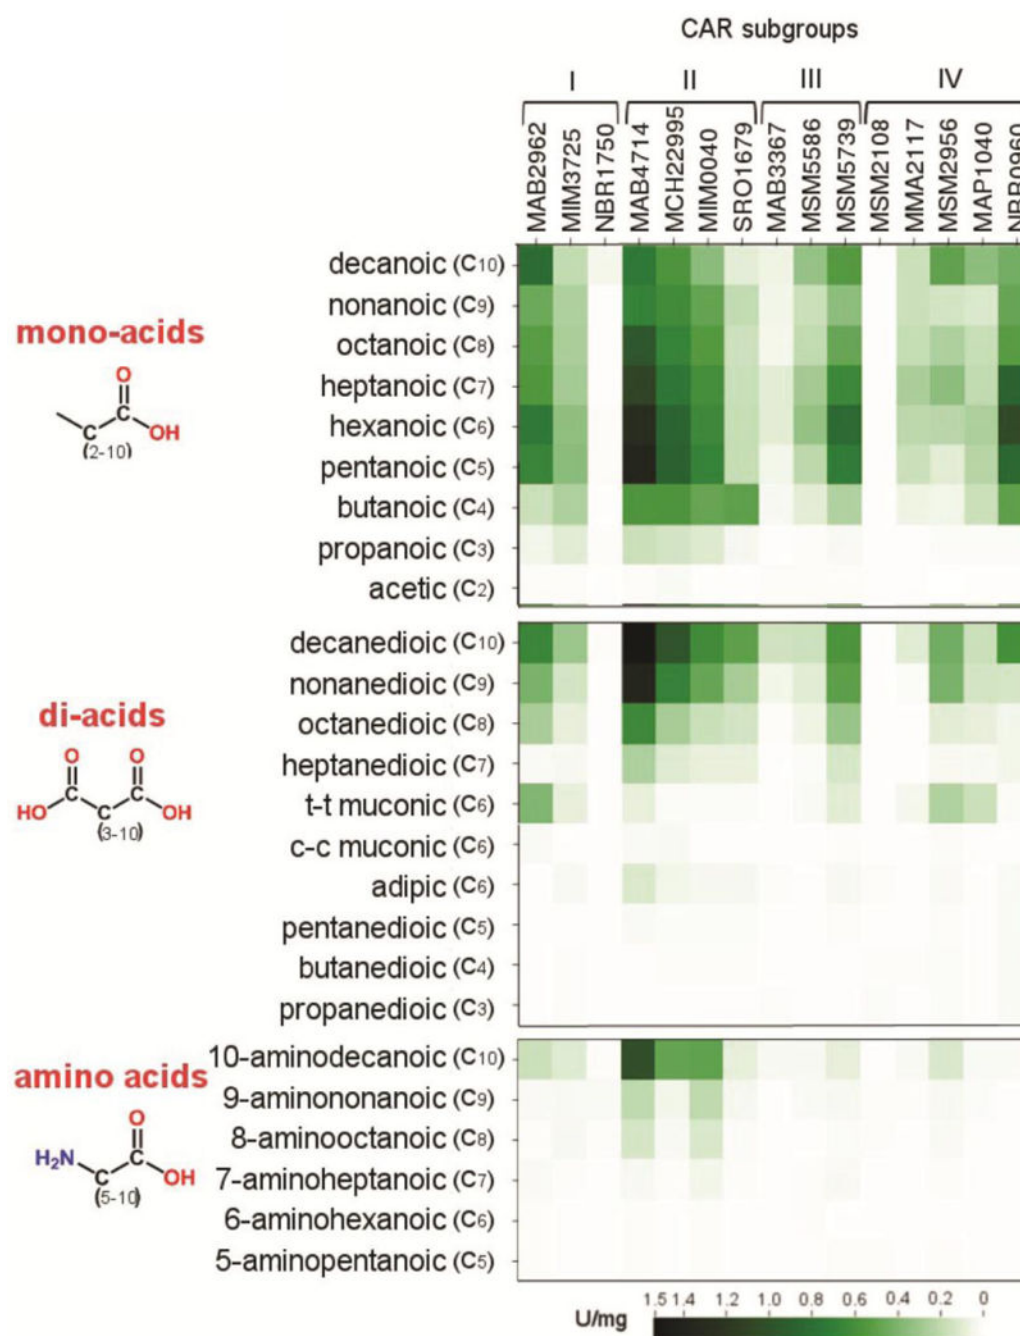 CAR subgroups
I II III IV
MAB2962 MIM3725 NBR1750 MAB4714 MCH22995 MIM0040 SRO1679 MAB3367 MSM5586 MSM5739 MSM2108 MMA2117 MSM2956 MAP1040 NBR0960
mono-acids
O
C
C
OH
(2-10)
decanoic (C10)
nonanoic (C9)
octanoic (C8)
heptanoic (C7)
hexanoic (C6)
pentanoic (C5)
butanoic (C4)
propanoic (C3)
acetic (C2)
di-acids
O O
C C
HO C OH
(3-10)
decanedioic (C10)
nonanedioic (C9)
octanedioic (C8)
heptanedioic (C7)
t-t muconic (C6)
c-c muconic (C6)
adipic (C6)
pentanedioic (C5)
butanedioic (C4)
propanedioic (C3)
amino acids
O
H2N C
C OH
(5-10)
10-aminodecanoic (C10)
9-aminononanoic (C9)
8-aminooctanoic (C8)
7-aminoheptanoic (C7)
6-aminohexanoic (C6)
5-aminopentanoic (C5)
1.5 1.4 1.2 1.0 0.8 0.6 0.4 0.2 0
U/mg